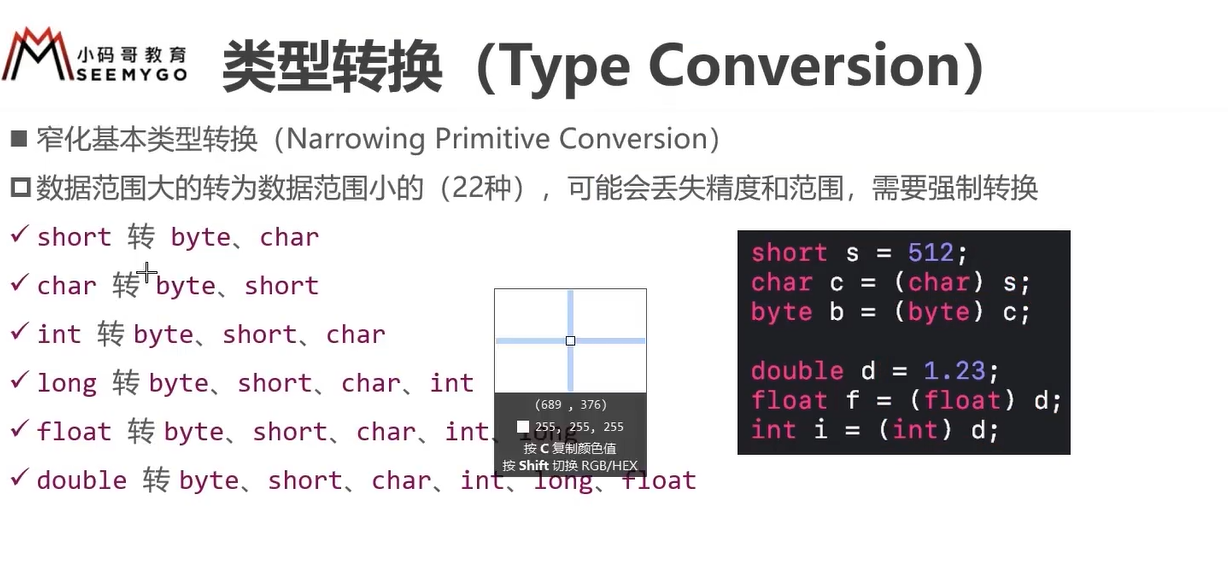 小码哥教育
SEEMYGO
类型转换（Type Conversion）
窄化基本类型转换（Narrowing Primitive Conversion）
数据范围大的转为数据范围小的（22种），可能会丢失精度和范围，需要强制转换
short 转 byte、char
char 转 byte、short
int 转 byte、short、char
long 转 byte、short、char、int
float 转 byte、short、char、int、long
double 转 byte、short、char、int、long、float
(689 , 376)
255, 255, 255
按 C 复制颜色值
按 Shift 切换 RGB/HEX
short s = 512;
char c = (char) s;
byte b = (byte) c;
double d = 1.23;
float f = (float) d;
int i = (int) d;